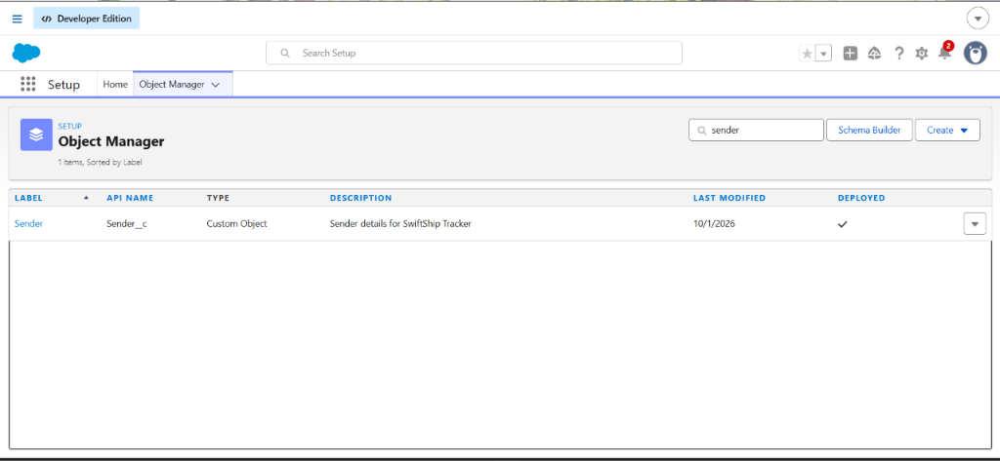 </> Developer Edition
Search Setup
2
Setup Home Object Manager
SETUP
Object Manager
1 Items, Sorted by Label
sender
Schema Builder
Create
LABEL API NAME TYPE DESCRIPTION LAST MODIFIED DEPLOYED
Sender Sender__c Custom Object Sender details for SwiftShip Tracker 10/1/2026